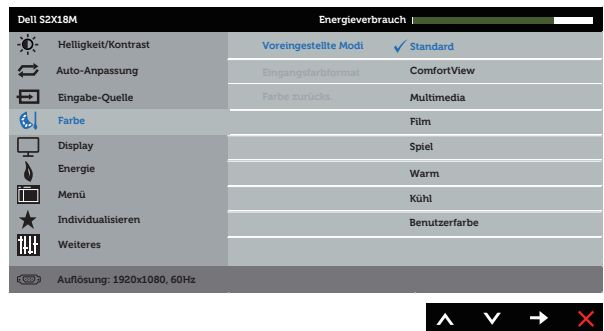 Dell S2X18M Energieverbrauch
Helligkeit/Kontrast Voreingestellte Modi Standard
Auto-Anpassung Eingangsfarbformat ComfortView
Eingabe-Quelle Farbe zurücks. Multimedia
Farbe Film
Display Spiel
Energie Warm
Menü Kühl
Individualisieren Benutzerfarbe
Weiteres
Auflösung: 1920x1080, 60Hz